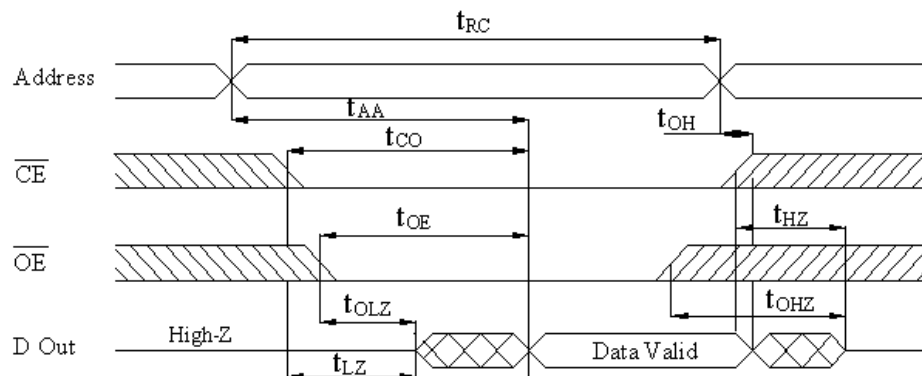 tRC
Address
tAA
tOH
tCO
CE
tHZ
tOE
OE
tOLZ
tOHZ
D Out
High-Z
Data Valid
tLZ